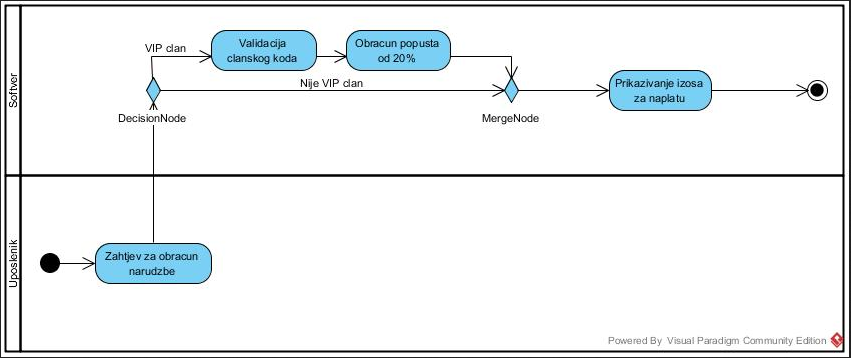 Softver
VIP clan
Validacija
clanskog koda
Obracun popusta
od 20%
Nije VIP clan
Prikazivanje izosa
za naplatu
DecisionNode
MergeNode
Uposlenik
Zahtjev za obracun
narudzbe
Powered By Visual Paradigm Community Edition